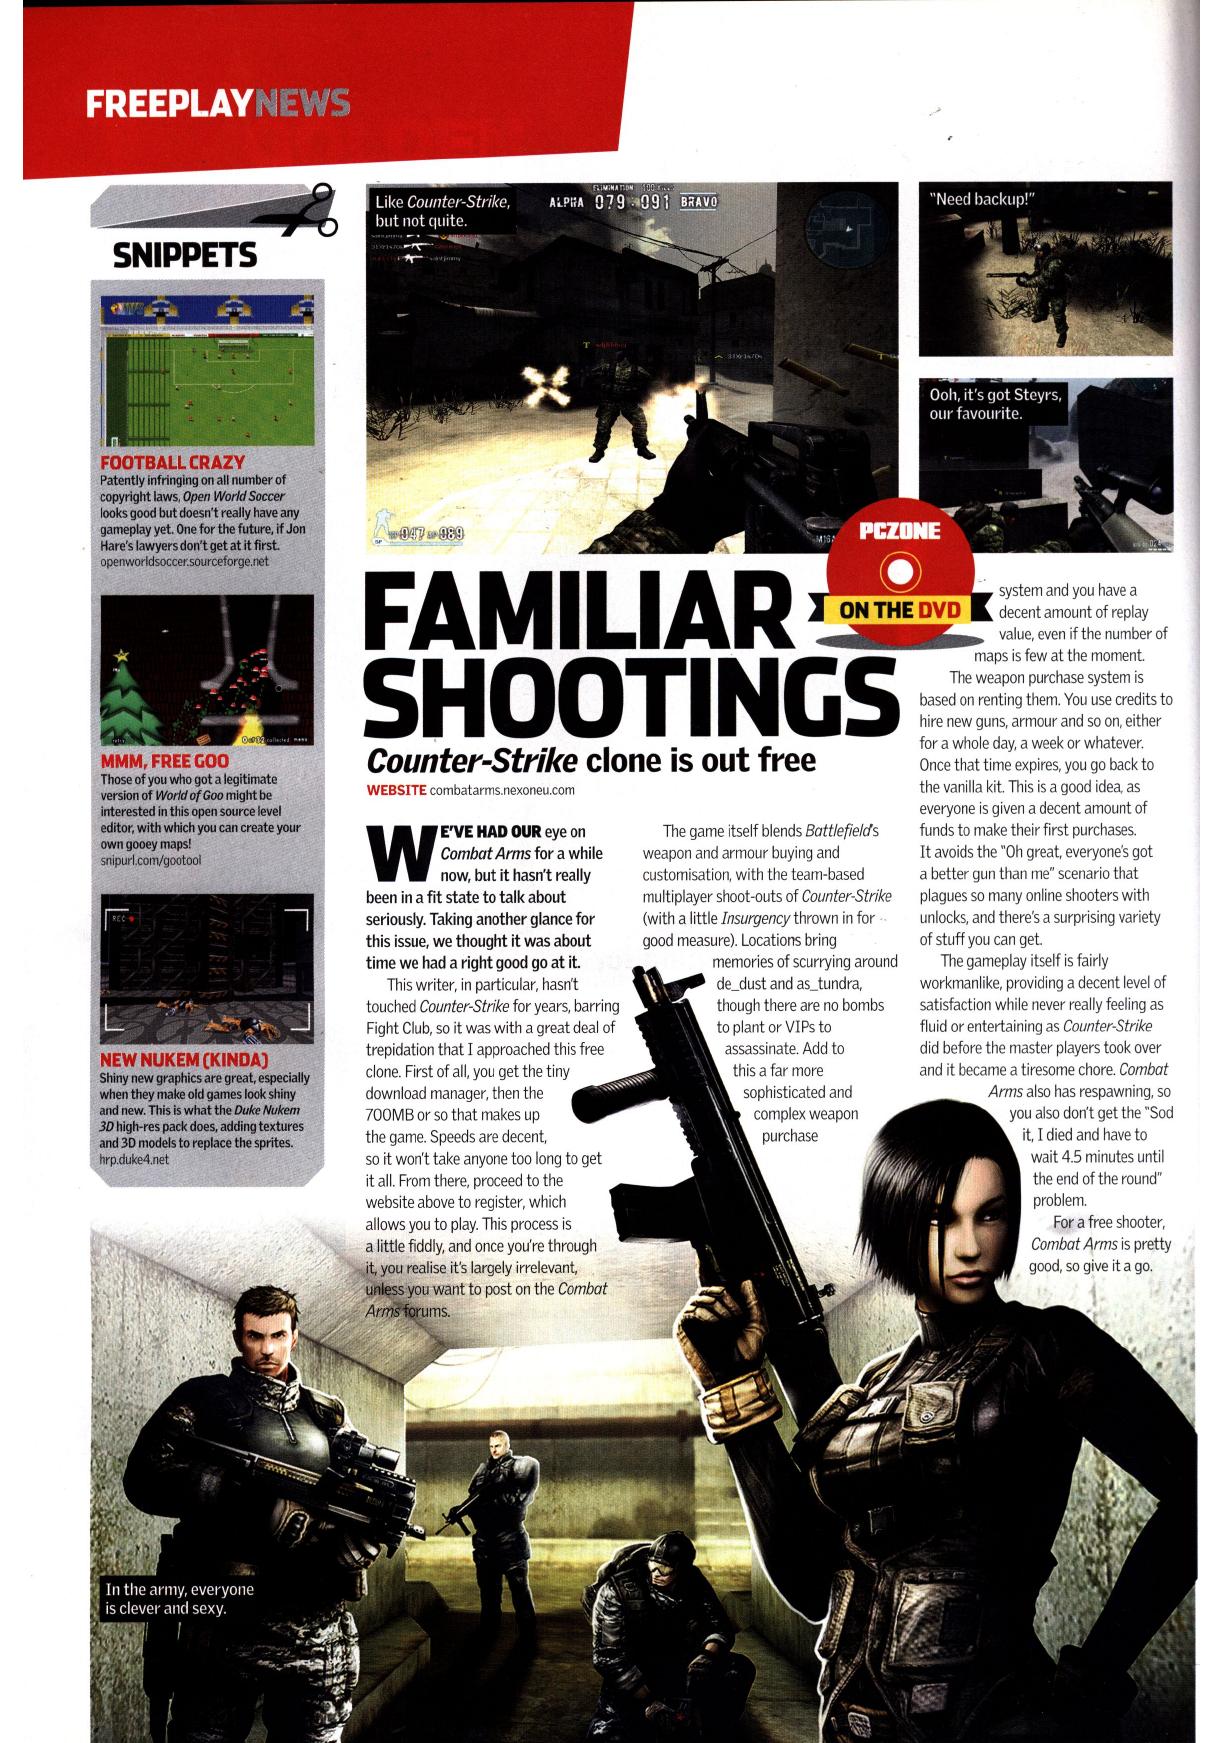 FREEPLAYNEWS
SNIPPETS
FOOTBALL CRAZY
Patently infringing on all number of
copyright laws, Open World Soccer
looks good but doesn't really have any
gameplay yet. One for the future, if Jon
Hare's lawyers don't get at it first.
openworldsoccer.sourceforge.net
MMM, FREE GOO
Those of you who got a legitimate
version of World of Goo might be
interested in this open source level
editor, with which you can create your
own gooey maps!
snipurl.com/gootool
REC
NEW NUKEM (KINDA)
Shiny new graphics are great, especially
when they make old games look shiny
and new. This is what the Duke Nukem
3D high-res pack does, adding textures
and 3D models to replace the sprites.
hrp.duke4.net
Like Counter-Strike,
but not quite.
ELIMINATION
ALPHA 079 : 091 BRAVO
"Need backup!"
Ooh, it's got Steyrs,
our favourite.
PCZONE
ON THE DVD
FAMILIAR
SHOOTINGS
Counter-Strike clone is out free
WEBSITE combatarms.nexoneu.com
WE'VE HAD OUR eye on
Combat Arms for a while
now, but it hasn't really
been in a fit state to talk about
seriously. Taking another glance for
this issue, we thought it was about
time we had a right good go at it.
This writer, in particular, hasn't
touched Counter-Strike for years, barring
Fight Club, so it was with a great deal of
trepidation that I approached this free
clone. First of all, you get the tiny
download manager, then the
700MB or so that makes up
the game. Speeds are decent,
so it won't take anyone too long to get
it all. From there, proceed to the
website above to register, which
allows you to play. This process is
a little fiddly, and once you're through
it, you realise it's largely irrelevant,
unless you want to post on the Combat
Arms forums.
The game itself blends Battlefield's
weapon and armour buying and
customisation, with the team-based
multiplayer shoot-outs of Counter-Strike
(with a little Insurgency thrown in for
good measure). Locations bring
memories of scurrying around
de_dust and as_tundra,
though there are no bombs
to plant or VIPs to
assassinate. Add to
this a far more
sophisticated and
complex weapon
purchase
system and you have a
decent amount of replay
value, even if the number of
maps is few at the moment.
The weapon purchase system is
based on renting them. You use credits to
hire new guns, armour and so on, either
for a whole day, a week or whatever.
Once that time expires, you go back to
the vanilla kit. This is a good idea, as
everyone is given a decent amount of
funds to make their first purchases.
It avoids the "Oh great, everyone's got
a better gun than me" scenario that
plagues so many online shooters with
unlocks, and there's a surprising variety
of stuff you can get.
The gameplay itself is fairly
workmanlike, providing a decent level of
satisfaction while never really feeling as
fluid or entertaining as Counter-Strike
did before the master players took over
and it became a tiresome chore. Combat
Arms also has respawning, so
you also don't get the "Sod
it, I died and have to
wait 4.5 minutes until
the end of the round"
problem.
For a free shooter,
Combat Arms is pretty
good, so give it a go.
In the army, everyone
is clever and sexy.